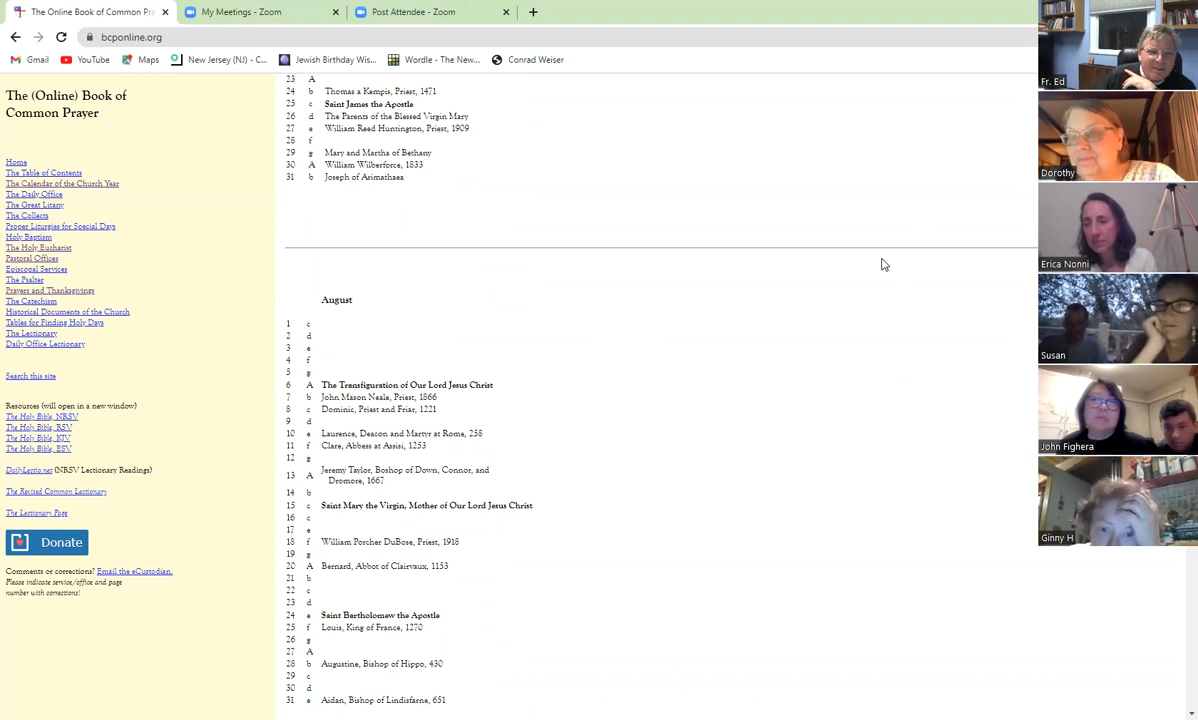 The Online Book of Common Pra
My Meetings - Zoom
Post Attendee - Zoom
bcponline.org
Gmail
YouTube
Maps
New Jersey (NJ) - C...
Jewish Birthday Wis...
Wordle - The New...
Conrad Weiser
The (Online) Book of
Common Prayer
Home
The Table of Contents
The Calendar of the Church Year
The Daily Office
The Great Litany
The Collects
Proper Liturgies for Special Days
Holy Baptism
The Holy Eucharist
Pastoral Offices
Episcopal Services
The Psalter
Prayers and Thanksgivings
The Catechism
Historical Documents of the Church
Tables for Finding Holy Days
The Lectionary
Daily Office Lectionary
Search this site
Resources (will open in a new window)
The Holy Bible, NRSV
The Holy Bible, RSV
The Holy Bible, KJV
The Holy Bible, ESV
DailyLectio.net (NRSV Lectionary Readings)
The Revised Common Lectionary
The Lectionary Page
Donate
Comments or corrections? Email the eCustodian.
Please indicate service/office and page
number with corrections!
23 A
24 b Thomas a Kempis, Priest, 1471
25 c Saint James the Apostle
26 d The Parents of the Blessed Virgin Mary
27 e William Reed Huntington, Priest, 1909
28 f
29 g Mary and Martha of Bethany
30 A William Wilberforce, 1833
31 b Joseph of Arimathaea
August
1 c
2 d
3 e
4 f
5 g
6 A The Transfiguration of Our Lord Jesus Christ
7 b John Mason Neale, Priest, 1866
8 c Dominic, Priest and Friar, 1221
9 d
10 e Laurence, Deacon and Martyr at Rome, 258
11 f Clare, Abbess at Assisi, 1253
12 g
13 A Jeremy Taylor, Boshop of Down, Connor, and
Dromore, 1667
14 b
15 c Saint Mary the Virgin, Mother of Our Lord Jesus Christ
16 c
17 e
18 f William Porcher DuBose, Priest, 1918
19 g
20 A Bernard, Abbot of Clairvaux, 1153
21 b
22 c
23 d
24 e Saint Bartholomew the Apostle
25 f Louis, King of France, 1270
26 g
27 A
28 b Augustine, Bishop of Hippo, 430
29 c
30 d
31 e Aidan, Bishop of Lindisfarne, 651
Fr. Ed
Dorothy
Erica Nonni
Susan
John Fighera
Ginny H